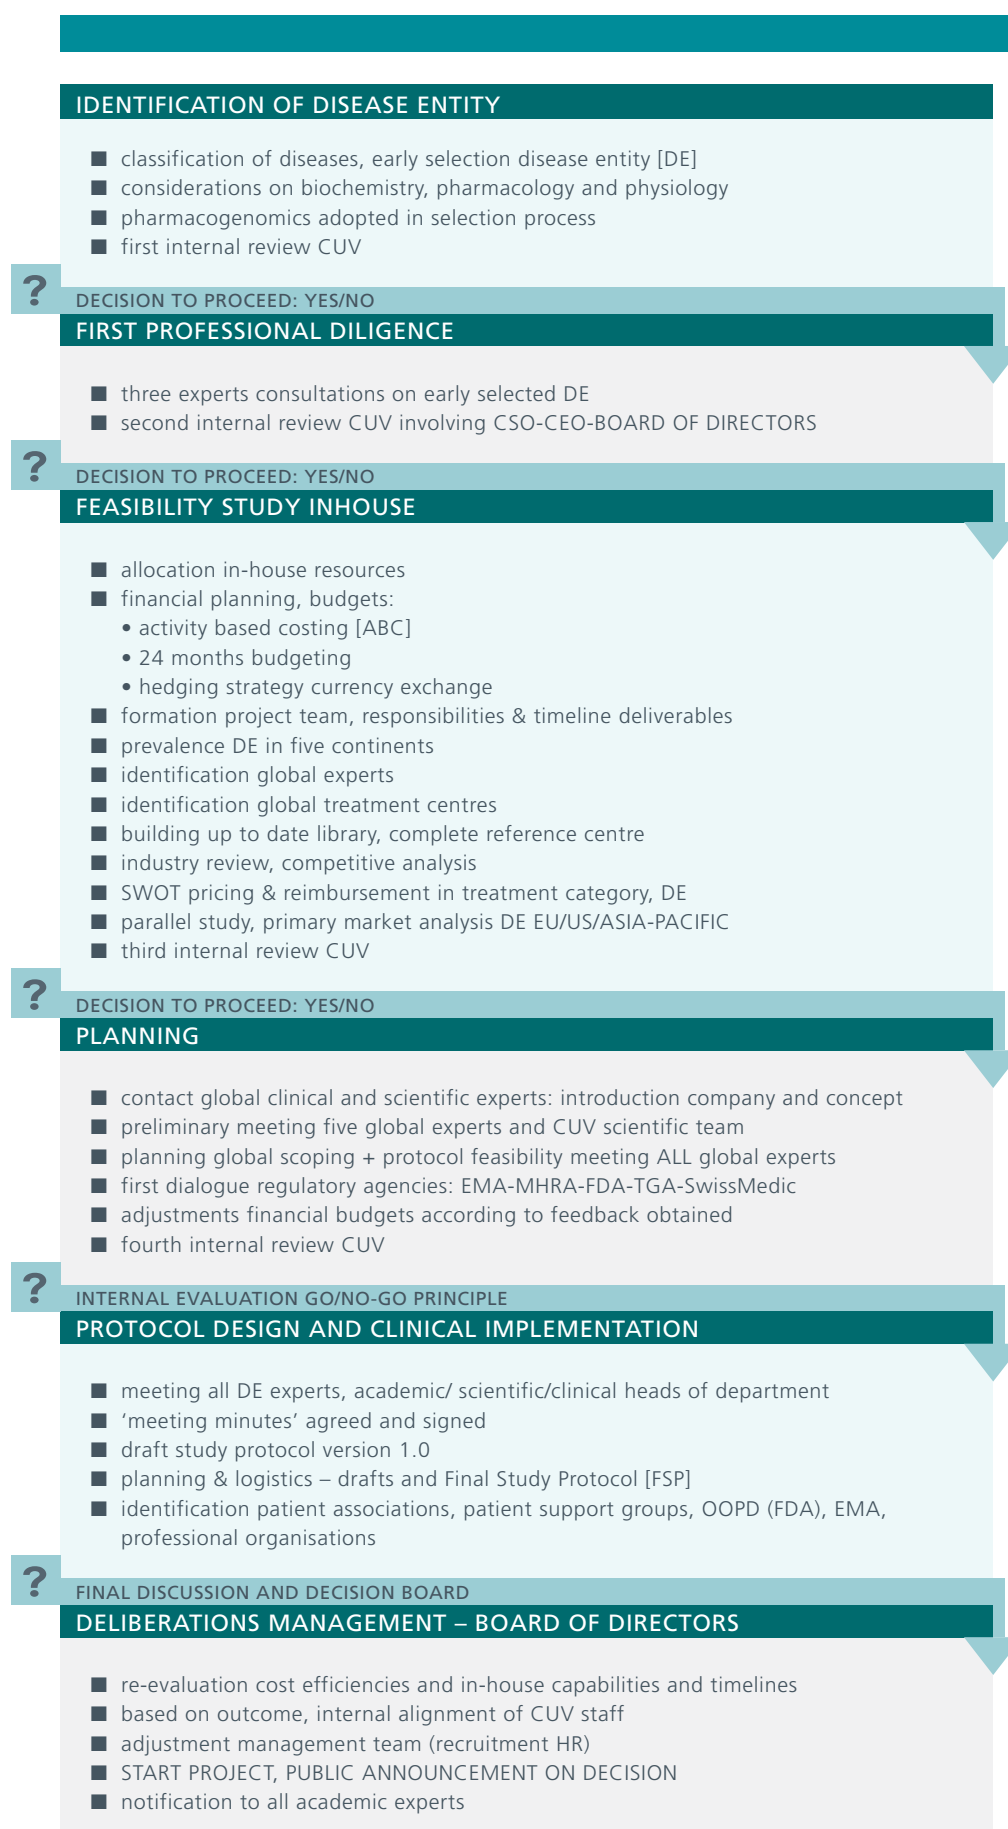 IDENTIFICATION OF DISEASE ENTITY
■ classification of diseases, early selection disease entity [DE]
■ considerations on biochemistry, pharmacology and physiology
■ pharmacogenomics adopted in selection process
■ first internal review CUV
?
DECISION TO PROCEED: YES/NO
FIRST PROFESSIONAL DILIGENCE
■ three experts consultations on early selected DE
■ second internal review CUV involving CSO-CEO-BOARD OF DIRECTORS
?
DECISION TO PROCEED: YES/NO
FEASIBILITY STUDY INHOUSE
■ allocation in-house resources
■ financial planning, budgets:
• activity based costing [ABC]
• 24 months budgeting
• hedging strategy currency exchange
■ formation project team, responsibilities & timeline deliverables
■ prevalence DE in five continents
■ identification global experts
■ identification global treatment centres
■ building up to date library, complete reference centre
■ industry review, competitive analysis
■ SWOT pricing & reimbursement in treatment category, DE
■ parallel study, primary market analysis DE EU/US/ASIA-PACIFIC
■ third internal review CUV
?
DECISION TO PROCEED: YES/NO
PLANNING
■ contact global clinical and scientific experts: introduction company and concept
■ preliminary meeting five global experts and CUV scientific team
■ planning global scoping + protocol feasibility meeting ALL global experts
■ first dialogue regulatory agencies: EMA-MHRA-FDA-TGA-SwissMedic
■ adjustments financial budgets according to feedback obtained
■ fourth internal review CUV
?
INTERNAL EVALUATION GO/NO-GO PRINCIPLE
PROTOCOL DESIGN AND CLINICAL IMPLEMENTATION
■ meeting all DE experts, academic/ scientific/clinical heads of department
■ ‘meeting minutes’ agreed and signed
■ draft study protocol version 1.0
■ planning & logistics – drafts and Final Study Protocol [FSP]
■ identification patient associations, patient support groups, OOPD (FDA), EMA,
professional organisations
?
FINAL DISCUSSION AND DECISION BOARD
DELIBERATIONS MANAGEMENT – BOARD OF DIRECTORS
■ re-evaluation cost efficiencies and in-house capabilities and timelines
■ based on outcome, internal alignment of CUV staff
■ adjustment management team (recruitment HR)
■ START PROJECT, PUBLIC ANNOUNCEMENT ON DECISION
■ notification to all academic experts